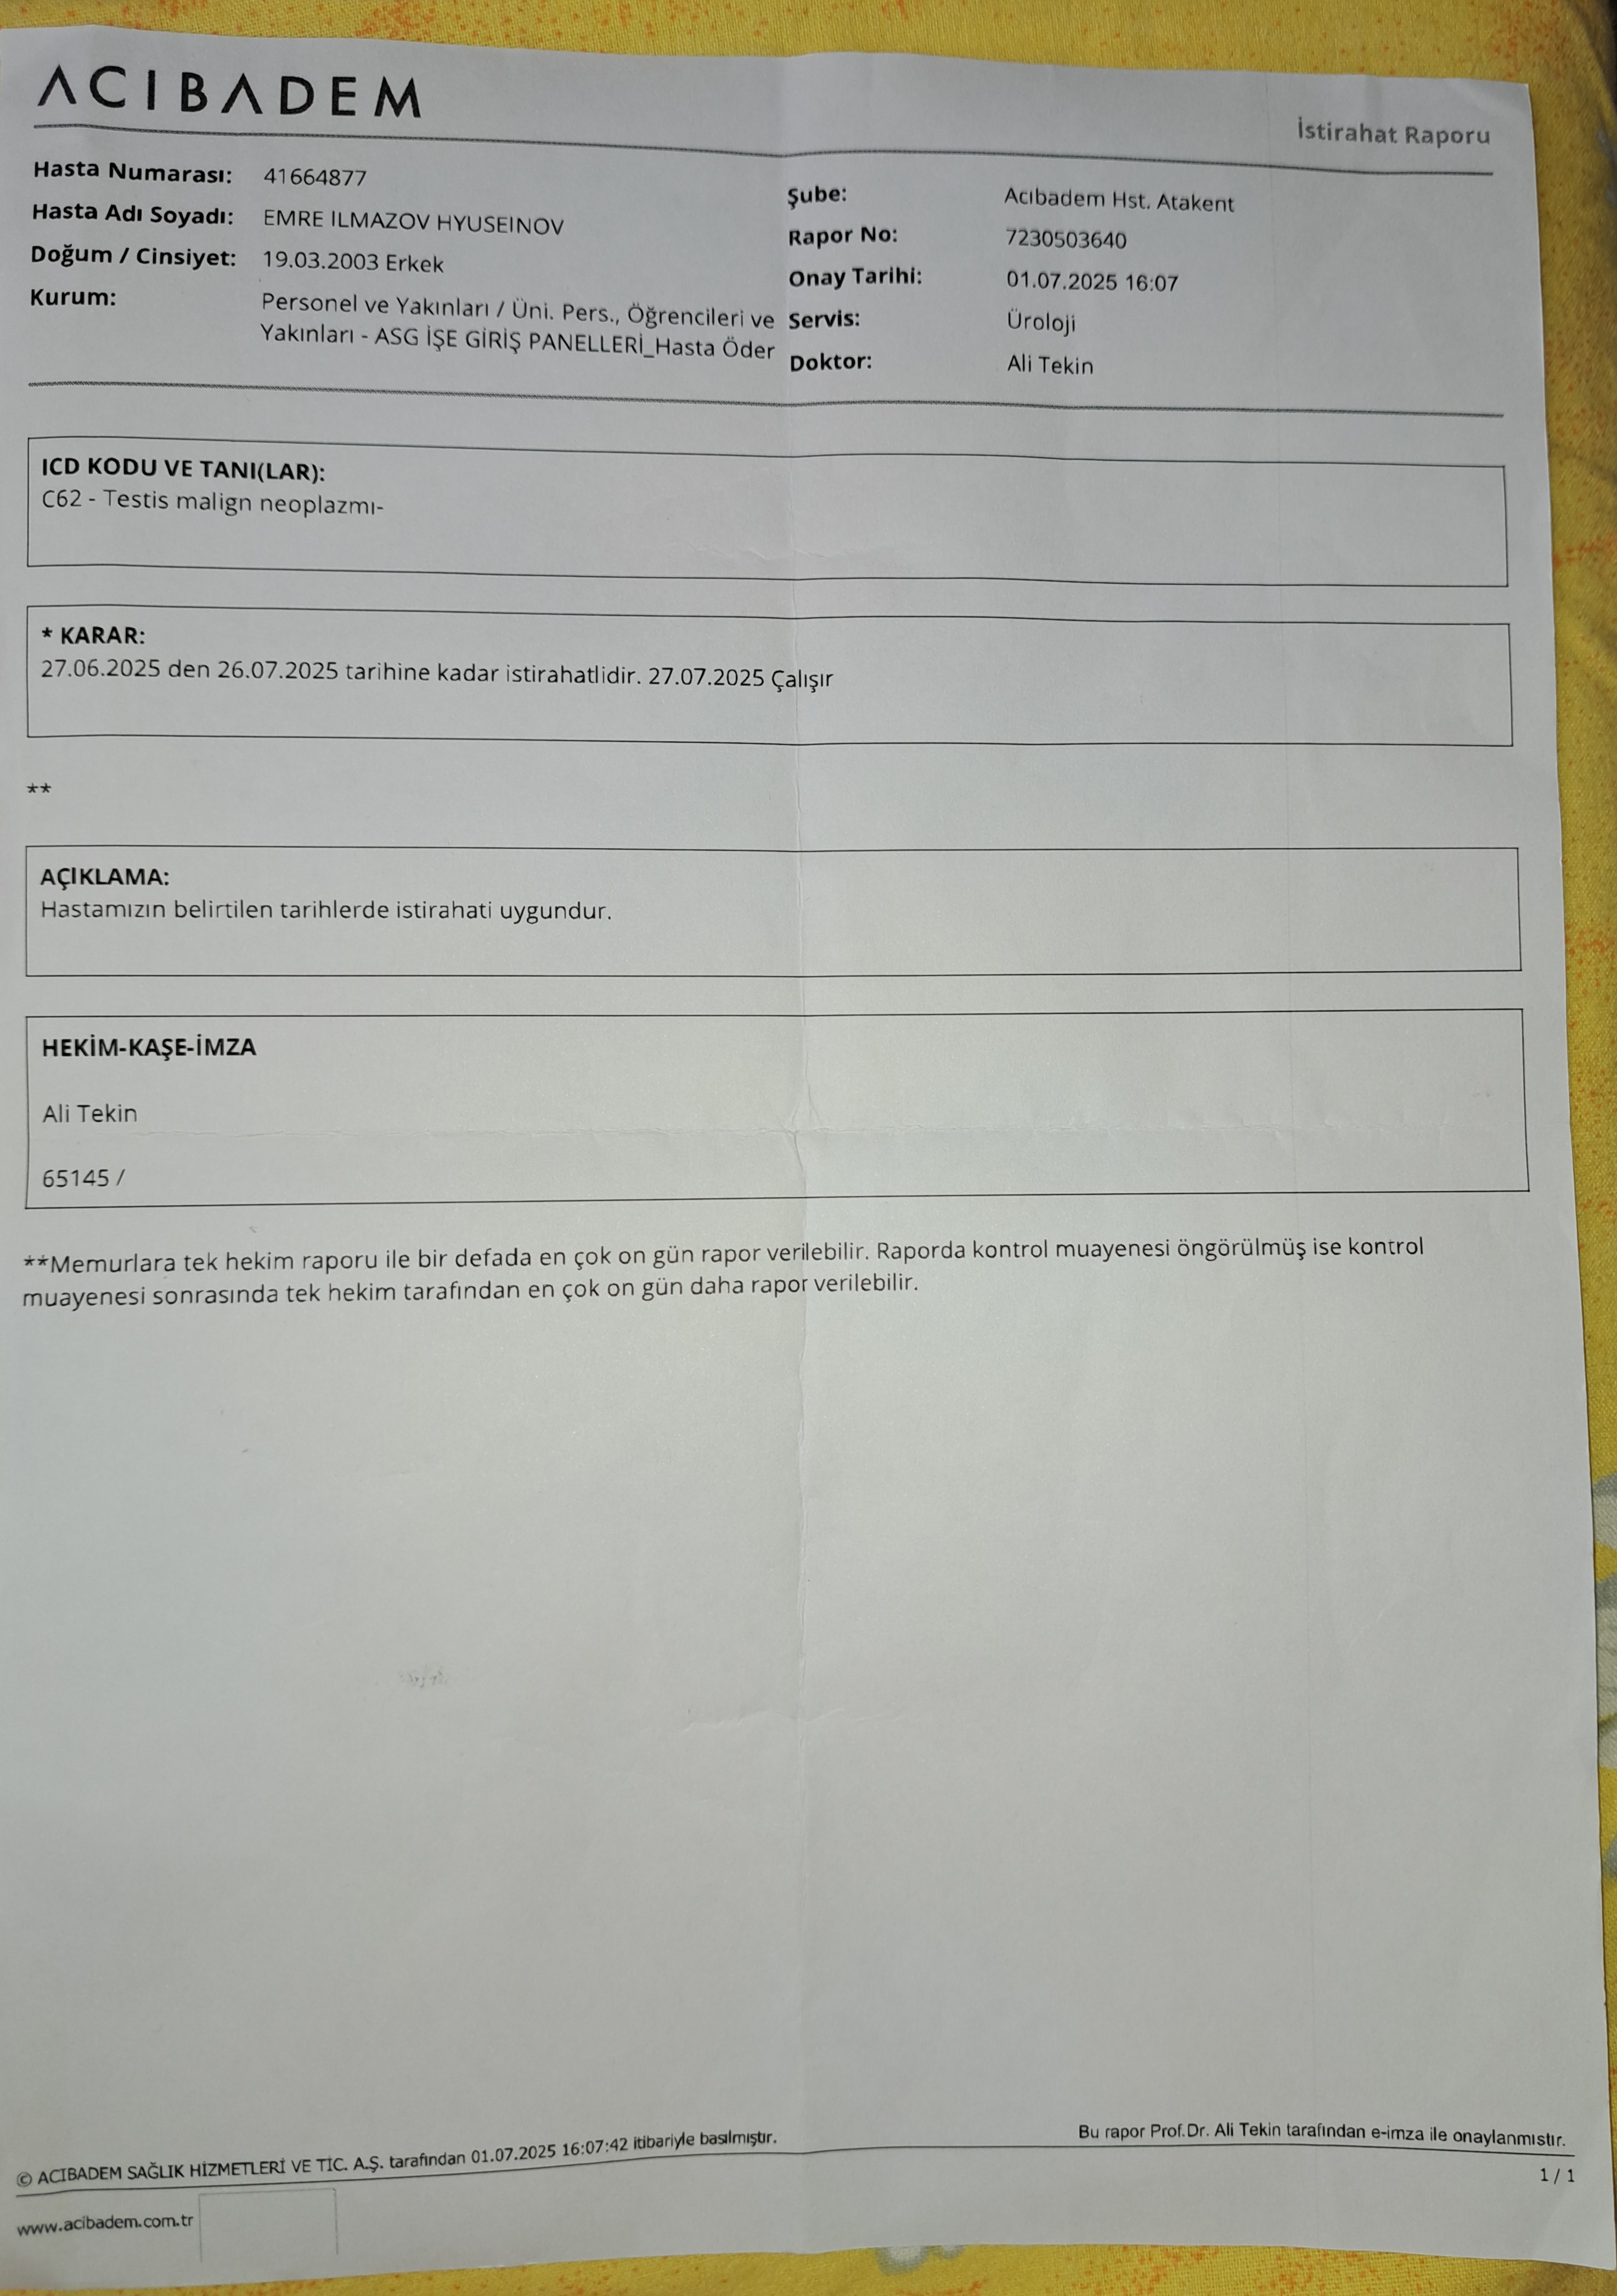 ACIBADEM
İstirahat Raporu
Hasta Numarası: 41664877
Hasta Adı Soyadı: EMRE ILMAZOV HYUSEINOV
Doğum / Cinsiyet: 19.03.2003 Erkek
Kurum: Personel ve Yakınları / Üni. Pers., Öğrencileri ve
Yakınları - ASG İŞE GİRİŞ PANELLERİ_Hasta Öder
Şube: Acıbadem Hst. Atakent
Rapor No: 7230503640
Onay Tarihi: 01.07.2025 16:07
Servis: Üroloji
Doktor: Ali Tekin
ICD KODU VE TANI(LAR):
C62 - Testis malign neoplazmı-
* KARAR:
27.06.2025 den 26.07.2025 tarihine kadar istirahatlidir. 27.07.2025 Çalışır
**
AÇIKLAMA:
Hastamızın belirtilen tarihlerde istirahati uygundur.
HEKİM-KAŞE-İMZA
Ali Tekin
65145 /
**Memurlara tek hekim raporu ile bir defada en çok on gün rapor verilebilir. Raporda kontrol muayenesi öngörülmüş ise kontrol
muayenesi sonrasında tek hekim tarafından en çok on gün daha rapor verilebilir.
© ACIBADEM SAĞLIK HİZMETLERİ VE TİC. A.Ş. tarafından 01.07.2025 16:07:42 itibariyle basılmıştır.
Bu rapor Prof.Dr. Ali Tekin tarafından e-imza ile onaylanmıstır.
1 / 1
www.acibadem.com.tr